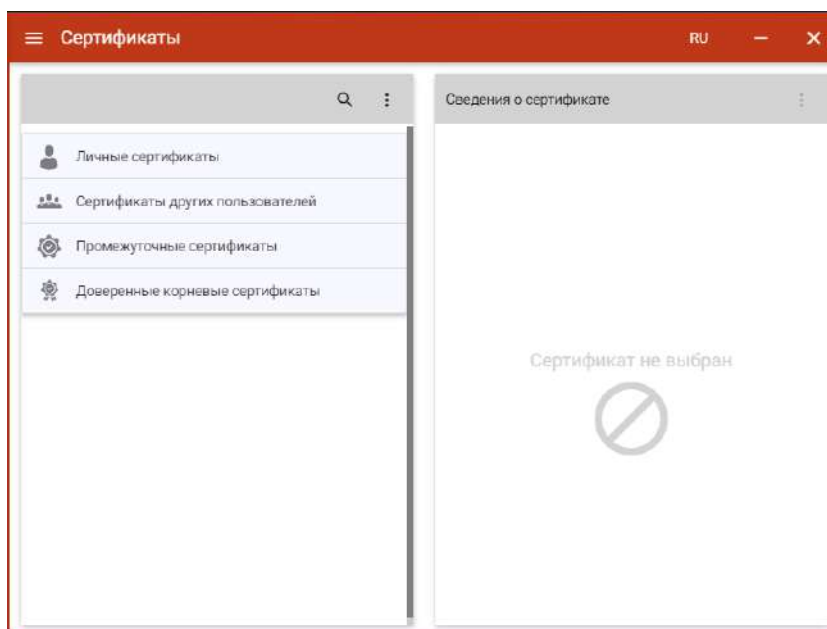 Сертификаты
RU
Сведения о сертификате
Личные сертификаты
Сертификаты других пользователей
Промежуточные сертификаты
Доверенные корневые сертификаты
Сертификат не выбран